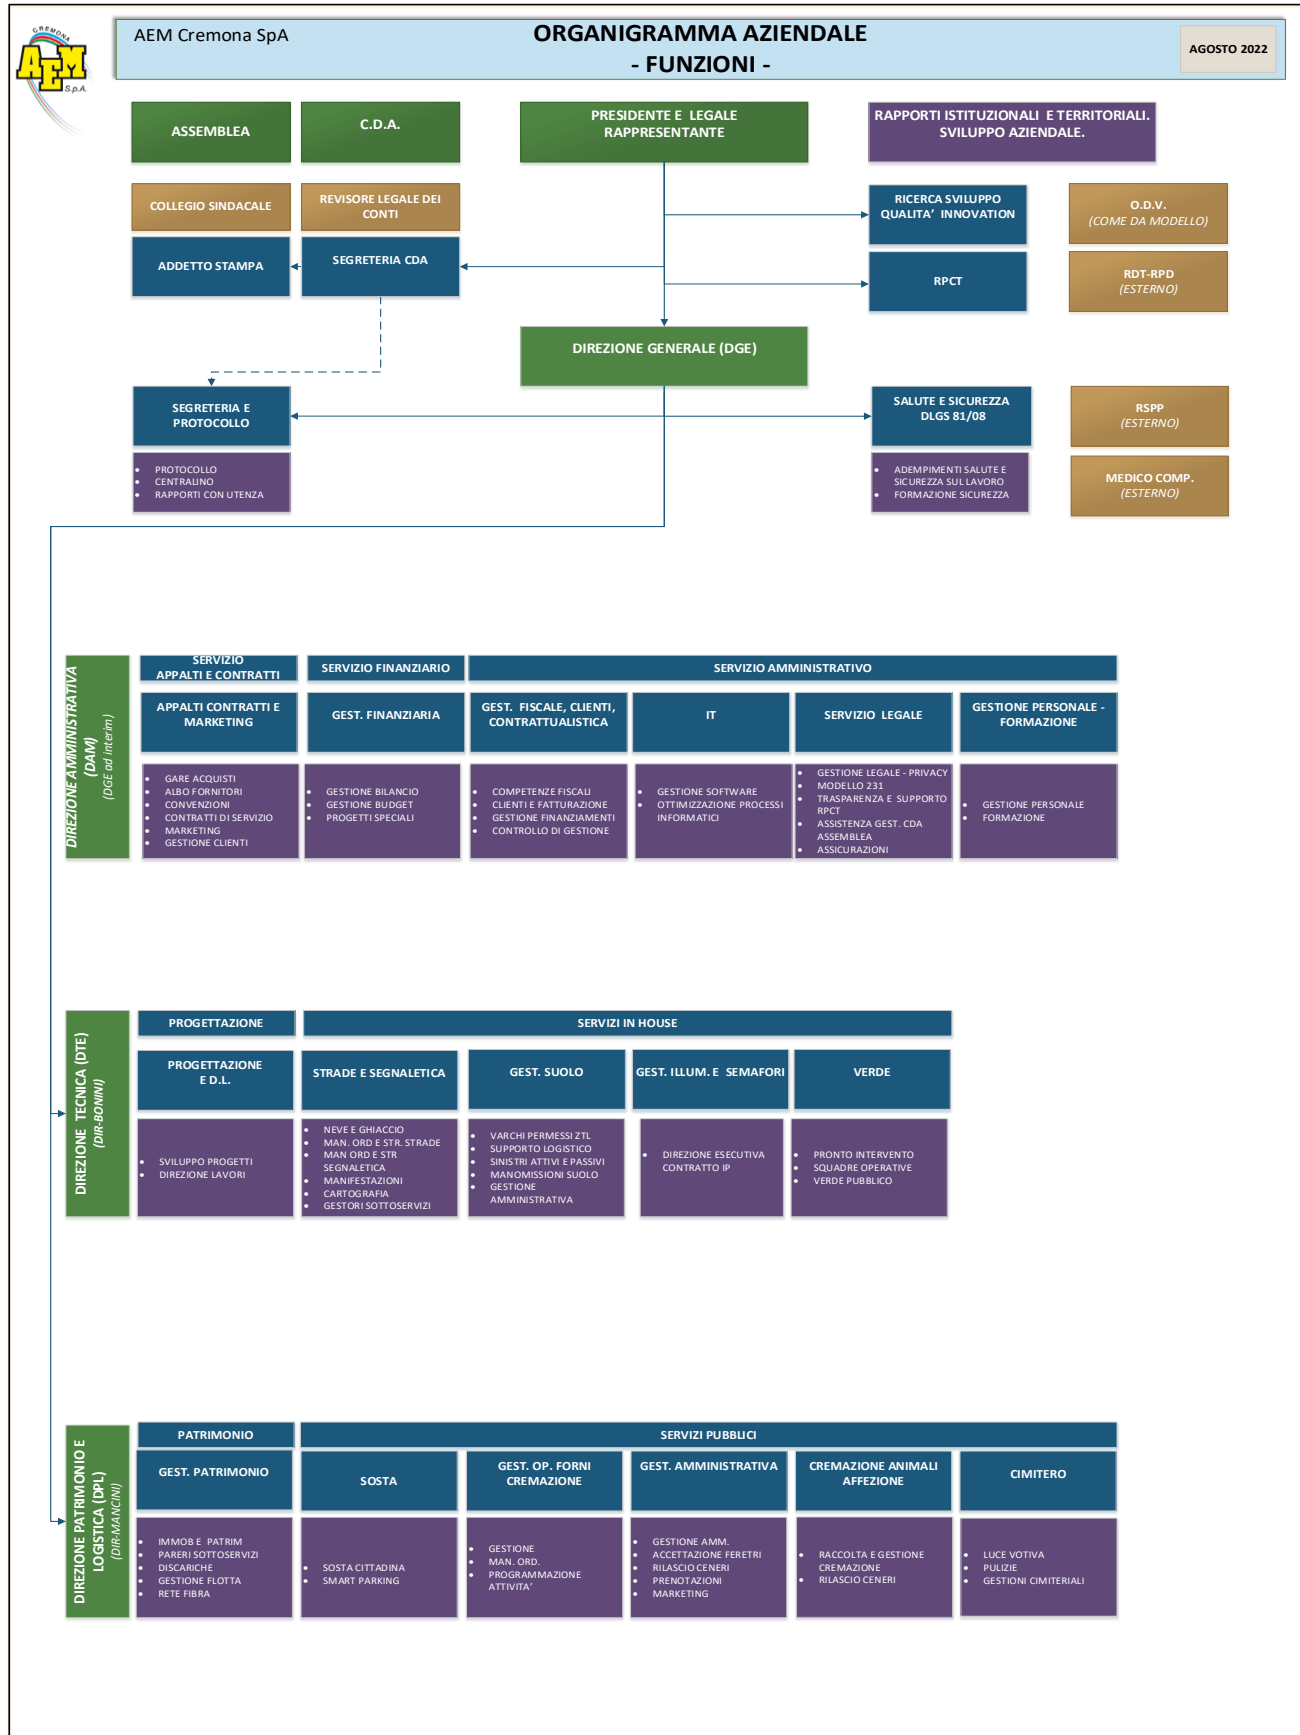 CREMONA
AEM
S.p.A.
AEM Cremona SpA
ORGANIGRAMMA AZIENDALE
- FUNZIONI -
AGOSTO 2022
ASSEMBLEA
C.D.A.
PRESIDENTE E LEGALE
RAPPRESENTANTE
RAPPORTI ISTITUZIONALI E TERRITORIALI.
SVILUPPO AZIENDALE.
COLLEGIO SINDACALE
REVISORE LEGALE DEI
CONTI
RICERCA SVILUPPO
QUALITA' INNOVATION
O.D.V.
(COME DA MODELLO)
ADDETTO STAMPA
SEGRETERIA CDA
RPCT
RDT-RPD
(ESTERNO)
DIREZIONE GENERALE (DGE)
SEGRETERIA E
PROTOCOLLO
SALUTE E SICUREZZA
DLGS 81/08
RSPP
(ESTERNO)
• PROTOCOLLO
• CENTRALINO
• RAPPORTI CON UTENZA
• ADEMPIMENTI SALUTE E
SICUREZZA SUL LAVORO
• FORMAZIONE SICUREZZA
MEDICO COMP.
(ESTERNO)
DIREZIONE AMMINISTRATIVA
(DAM)
(DGE ad interim)
SERVIZIO
APPALTI E CONTRATTI
SERVIZIO FINANZIARIO
SERVIZIO AMMINISTRATIVO
APPALTI CONTRATTI E
MARKETING
GEST. FINANZIARIA
GEST. FISCALE, CLIENTI,
CONTRATTUALISTICA
IT
SERVIZIO LEGALE
GESTIONE PERSONALE -
FORMAZIONE
• GARE ACQUISTI
• ALBO FORNITORI
• CONVENZIONI
• CONTRATTI DI SERVIZIO
• MARKETING
• GESTIONE CLIENTI
• GESTIONE BILANCIO
• GESTIONE BUDGET
• PROGETTI SPECIALI
• COMPETENZE FISCALI
• CLIENTI E FATTURAZIONE
• GESTIONE FINANZIAMENTI
• CONTROLLO DI GESTIONE
• GESTIONE SOFTWARE
• OTTIMIZZAZIONE PROCESSI
INFORMATICI
• GESTIONE LEGALE - PRIVACY
• MODELLO 231
• TRASPARENZA E SUPPORTO
RPCT
• ASSISTENZA GEST. CDA
ASSEMBLEA
• ASSICURAZIONI
• GESTIONE PERSONALE
• FORMAZIONE
DIREZIONE TECNICA (DTE)
(DIR-BONINI)
PROGETTAZIONE
SERVIZI IN HOUSE
PROGETTAZIONE
E D.L.
STRADE E SEGNALETICA
GEST. SUOLO
GEST. ILLUM. E SEMAFORI
VERDE
• SVILUPPO PROGETTI
• DIREZIONE LAVORI
• NEVE E GHIACCIO
• MAN. ORD E STR. STRADE
• MAN ORD E STR
SEGNALETICA
• MANIFESTAZIONI
• CARTOGRAFIA
• GESTORI SOTTOSERVIZI
• VARCHI PERMESSI ZTL
• SUPPORTO LOGISTICO
• SINISTRI ATTIVI E PASSIVI
• MANOMISSIONI SUOLO
• GESTIONE
AMMINISTRATIVA
• DIREZIONE ESECUTIVA
CONTRATTO IP
• PRONTO INTERVENTO
• SQUADRE OPERATIVE
• VERDE PUBBLICO
DIREZIONE PATRIMONIO E
LOGISTICA (DPL)
(DIR-MANCINI)
PATRIMONIO
SERVIZI PUBBLICI
GEST. PATRIMONIO
SOSTA
GEST. OP. FORNI
CREMAZIONE
GEST. AMMINISTRATIVA
CREMAZIONE ANIMALI
AFFEZIONE
CIMITERO
• IMMOB E PATRIM
• PARERI SOTTOSERVIZI
• DISCARICHE
• GESTIONE FLOTTA
• RETE FIBRA
• SOSTA CITTADINA
• SMART PARKING
• GESTIONE
• MAN. ORD.
• PROGRAMMAZIONE
ATTIVITA'
• GESTIONE AMM.
• ACCETTAZIONE FERETRI
• RILASCIO CENERI
• PRENOTAZIONI
• MARKETING
• RACCOLTA E GESTIONE
CREMAZIONE
• RILASCIO CENERI
• LUCE VOTIVA
• PULIZIE
• GESTIONI CIMITERIALI